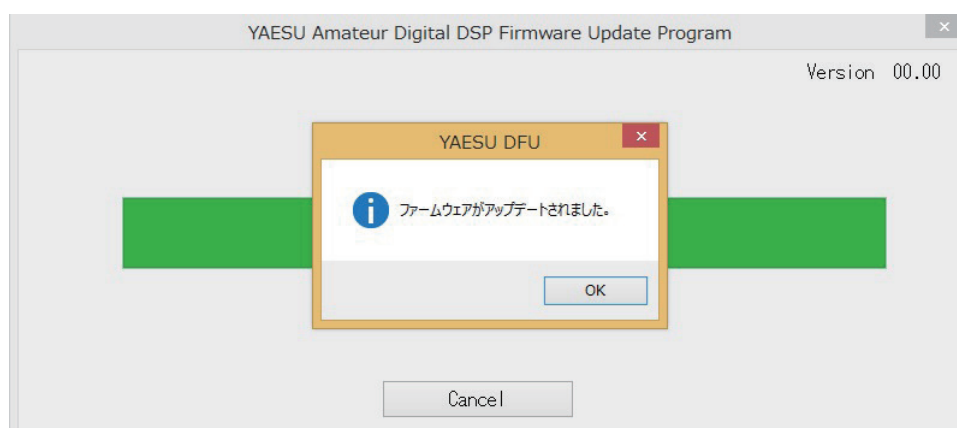 YAESU Amateur Digital DSP Firmware Update Program
Version 00.00
YAESU DFU
ファームウェアがアップデートされました。
OK
Cancel